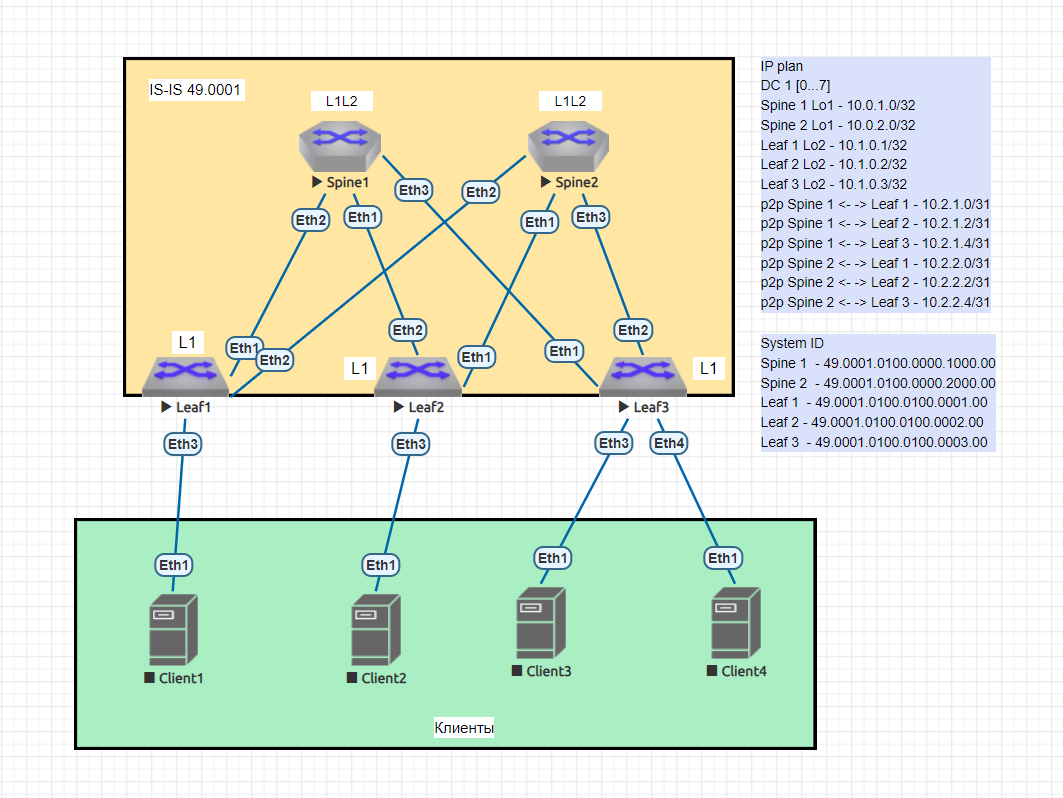 IS-IS 49.0001
L1L2
L1L2
Spine1
Spine2
Eth3
Eth2
Eth2
Eth1
Eth1
Eth3
L1
Eth1
Eth2
Eth2
L1
Eth1
Eth1
Eth2
L1
Leaf1
Leaf2
Leaf3
Eth3
Eth3
Eth3
Eth4
Eth1
Eth1
Eth1
Eth1
Client1
Client2
Client3
Client4
Клиенты
IP plan
DC 1 [0...7]
Spine 1 Lo1 - 10.0.1.0/32
Spine 2 Lo1 - 10.0.2.0/32
Leaf 1 Lo2 - 10.1.0.1/32
Leaf 2 Lo2 - 10.1.0.2/32
Leaf 3 Lo2 - 10.1.0.3/32
p2p Spine 1 <- -> Leaf 1 - 10.2.1.0/31
p2p Spine 1 <- -> Leaf 2 - 10.2.1.2/31
p2p Spine 1 <- -> Leaf 3 - 10.2.1.4/31
p2p Spine 2 <- -> Leaf 1 - 10.2.2.0/31
p2p Spine 2 <- -> Leaf 2 - 10.2.2.2/31
p2p Spine 2 <- -> Leaf 3 - 10.2.2.4/31
System ID
Spine 1 - 49.0001.0100.0000.1000.00
Spine 2 - 49.0001.0100.0000.2000.00
Leaf 1 - 49.0001.0100.0100.0001.00
Leaf 2 - 49.0001.0100.0100.0002.00
Leaf 3 - 49.0001.0100.0100.0003.00